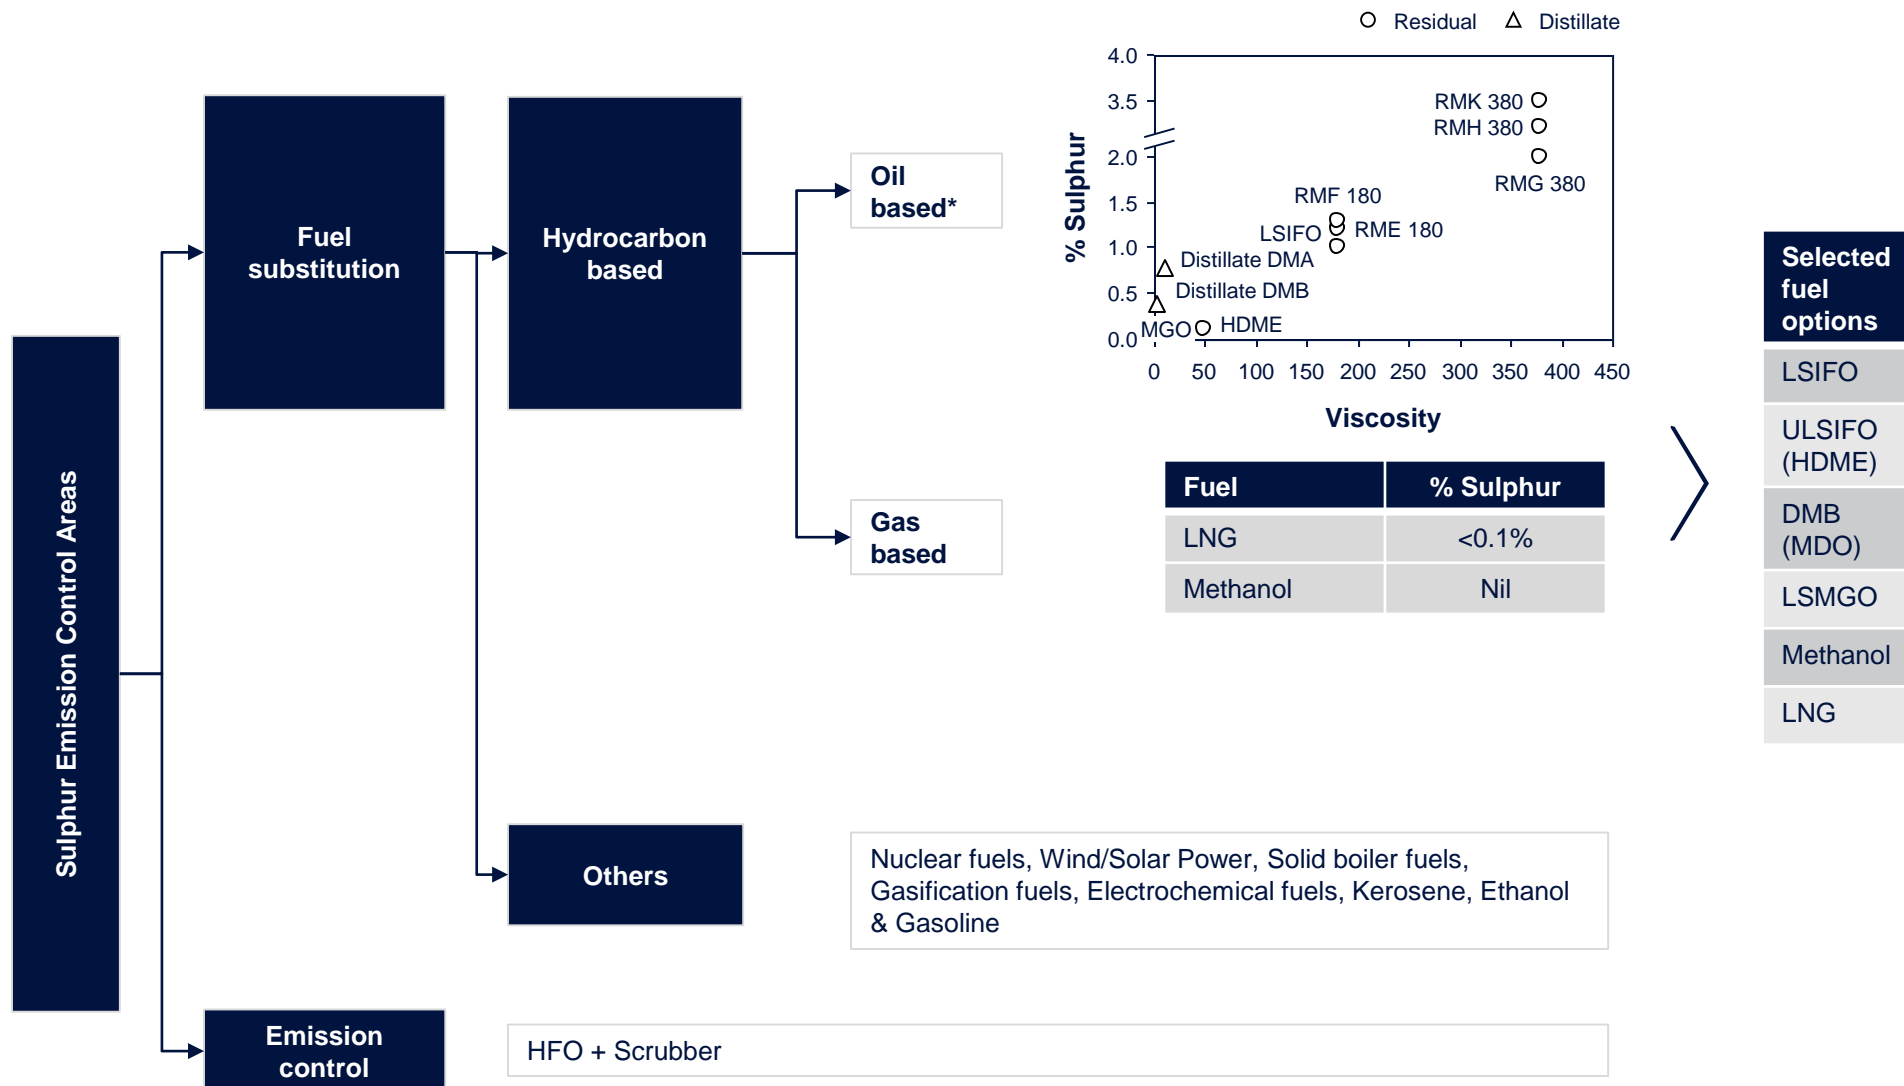 Residual
Distillate
Sulphur Emission Control Areas
Fuel
substitution
Hydrocarbon
based
Oil
based*
Gas
based
% Sulphur
4.0
3.5
2.0
1.5
1.0
0.5
0.0
RMK 380
RMH 380
RMG 380
RMF 180
RME 180
LSIFO
Distillate DMA
Distillate DMB
MGO
HDME
0 50 100 150 200 250 300 350 400 450
Viscosity
Fuel % Sulphur
LNG <0.1%
Methanol Nil
Selected
fuel
options
LSIFO
ULSIFO
(HDME)
DMB
(MDO)
LSMGO
Methanol
LNG
Others
Nuclear fuels, Wind/Solar Power, Solid boiler fuels,
Gasification fuels, Electrochemical fuels, Kerosene, Ethanol
& Gasoline
Emission
control
HFO + Scrubber